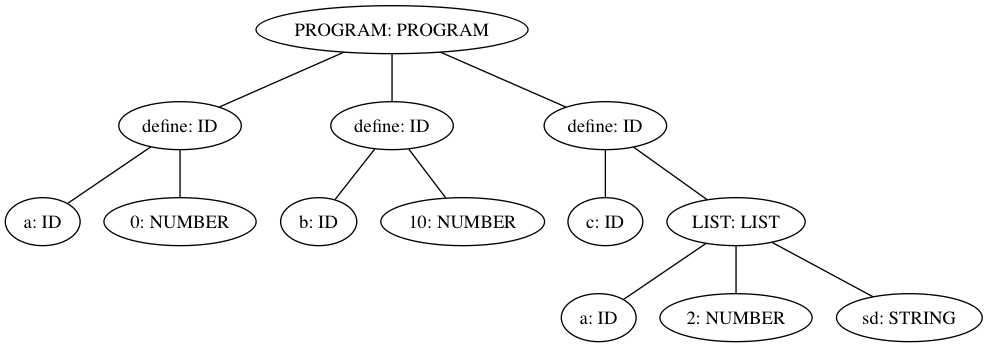 PROGRAM: PROGRAM
define: ID
define: ID
define: ID
a: ID
0: NUMBER
b: ID
10: NUMBER
c: ID
LIST: LIST
a: ID
2: NUMBER
sd: STRING